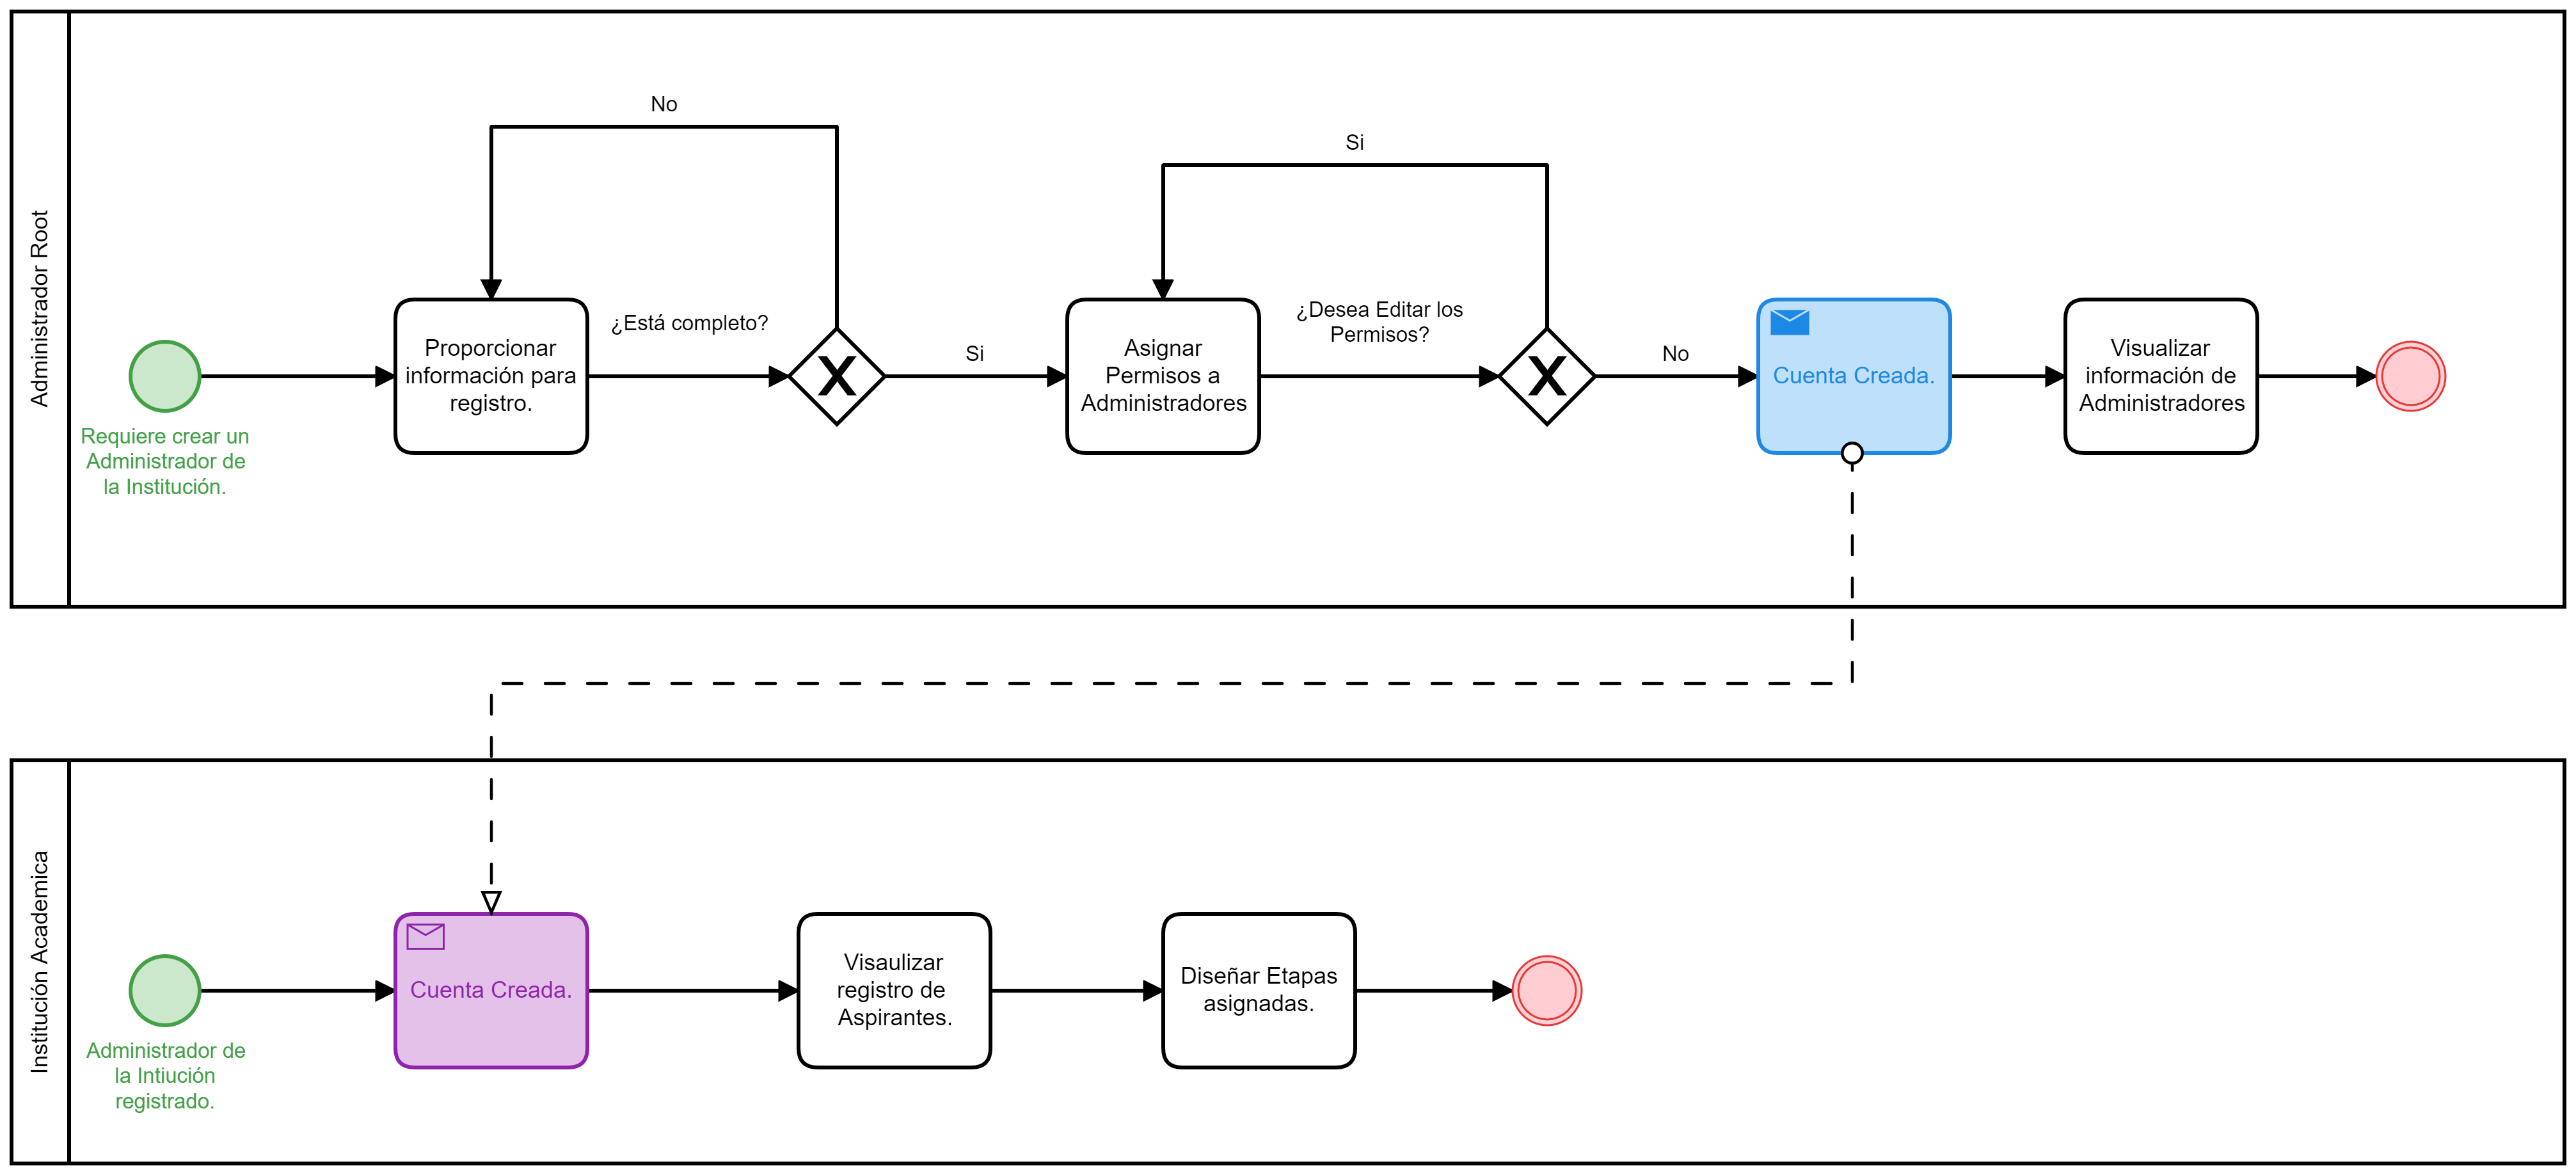 Administrador Root
No
Si
¿Está completo?
¿Desea Editar los
Permisos?
Proporcionar
información para
registro.
Si
Asignar
Permisos a
Administradores
No
Cuenta Creada.
Visualizar
información de
Administradores
Requiere crear un
Administrador de
la Institución.
Institución Academica
Cuenta Creada.
Visaulizar
registro de
Aspirantes.
Diseñar Etapas
asignadas.
Administrador de
la Intiución
registrado.